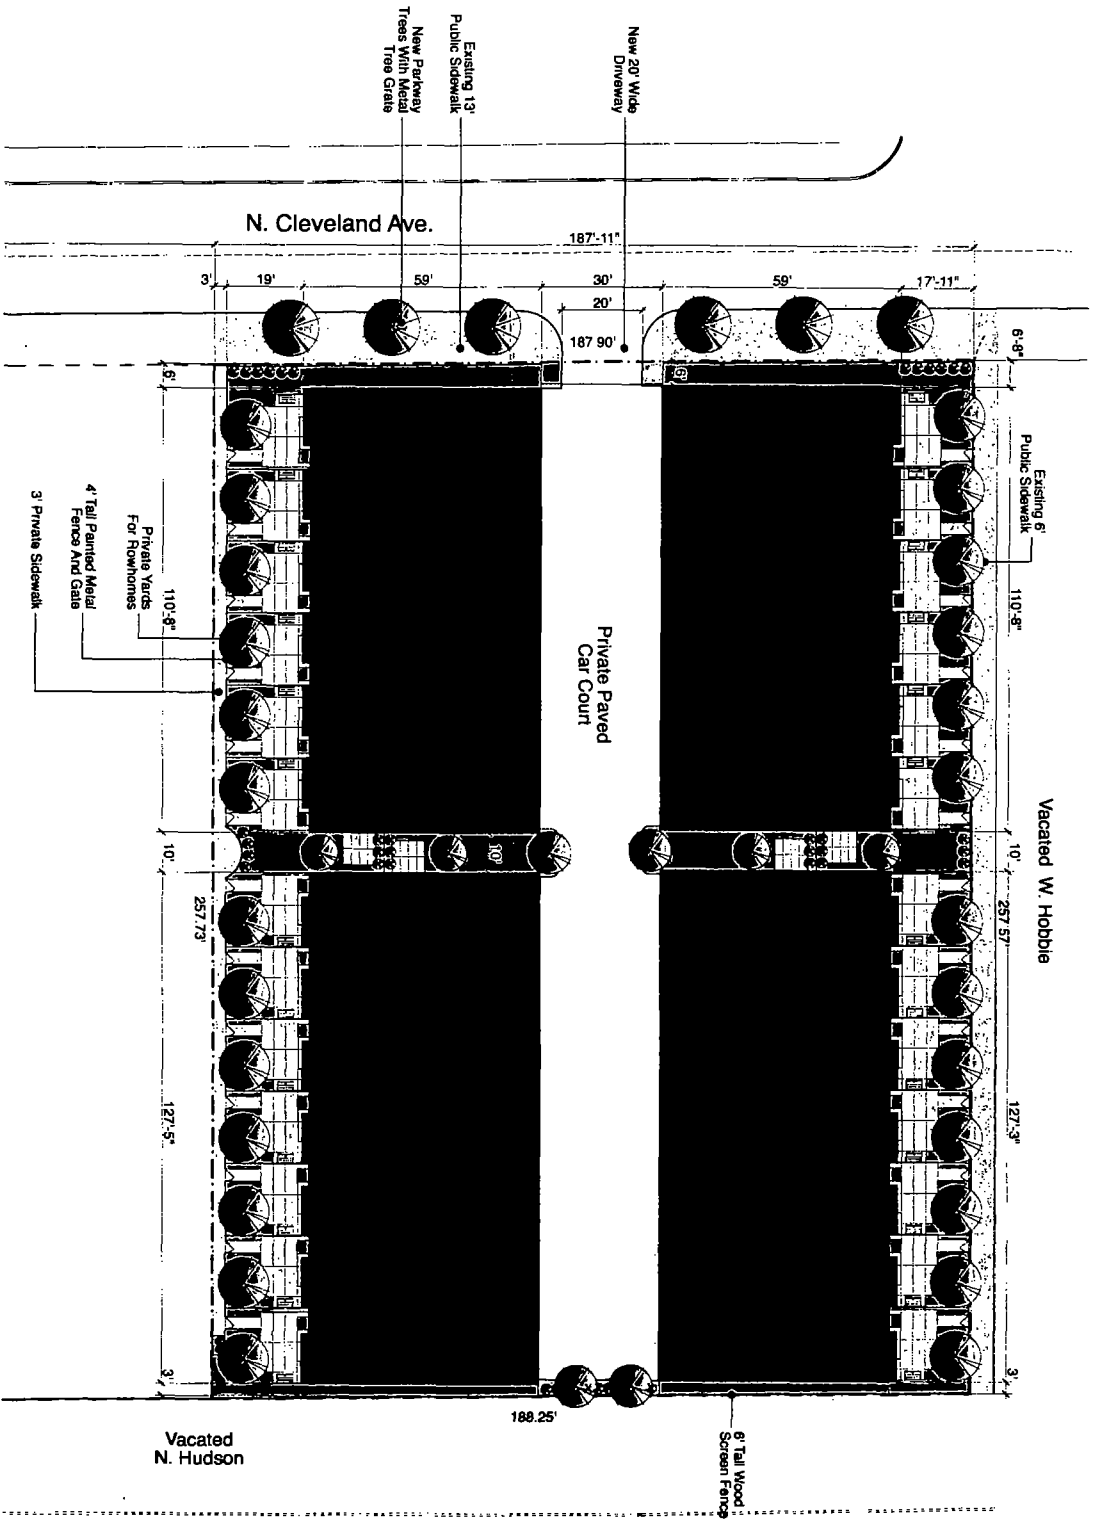 New 20' Wide
Driveway
Existing 13'
Public Sidewalk
New Parkway
Trees With Metal
Tree Grate
N. Cleveland Ave.
187'-11"
3'
19'
59'
30'
59'
17'-11"
20'
187 90'
6'-8"
6'
6'
Existing 6'
Public Sidewalk
110'-8"
110'-8"
Private Yards
For Rowhomes
4' Tall Painted Metal
Fence And Gate
3' Private Sidewalk
Private Paved
Car Court
Vacated W. Hobbie
10'
10'
10'
257.73'
257 57'
127'-5"
127'-3"
3'
3'
188.25'
6' Tall Wood
Screen Fence
Vacated
N. Hudson